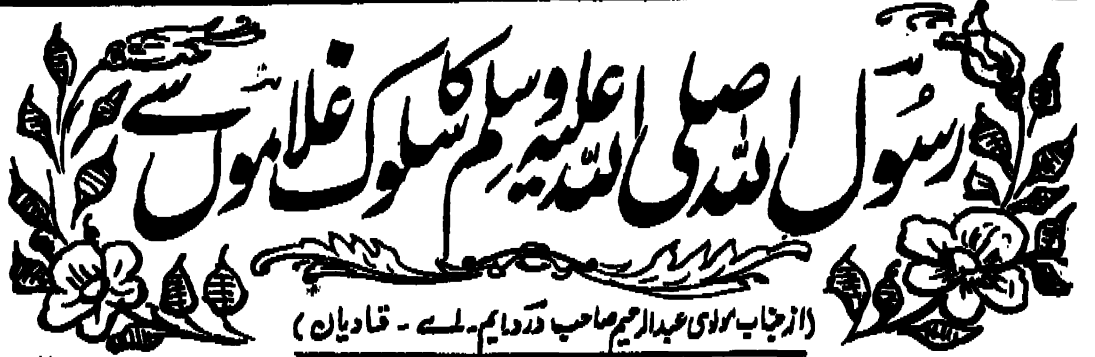 رسول اللہ صلی اللہ علیہ وسلم کا سلوک غلاموں سے
(از جناب مولوی عبدالرحیم صاحب درد ایم۔ اے۔ قادیان)